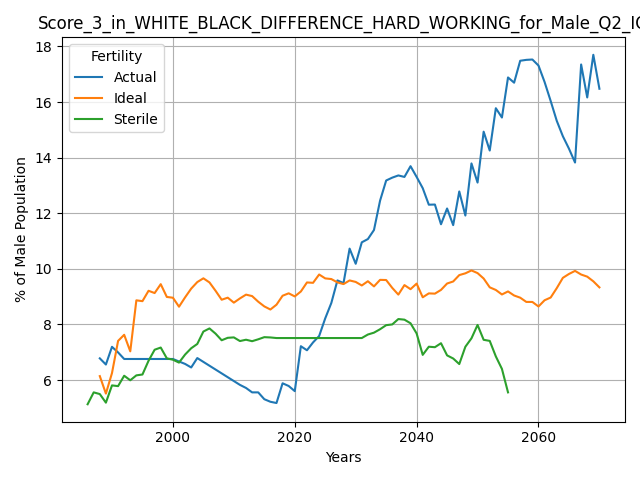 Score_3_in_WHITE_BLACK_DIFFERENCE_HARD_WORKING_for_Male_Q2_IC
Fertility
Actual
Ideal
Sterile
% of Male Population
18
16
14
12
10
8
6
2000 2020 2040 2060
Years